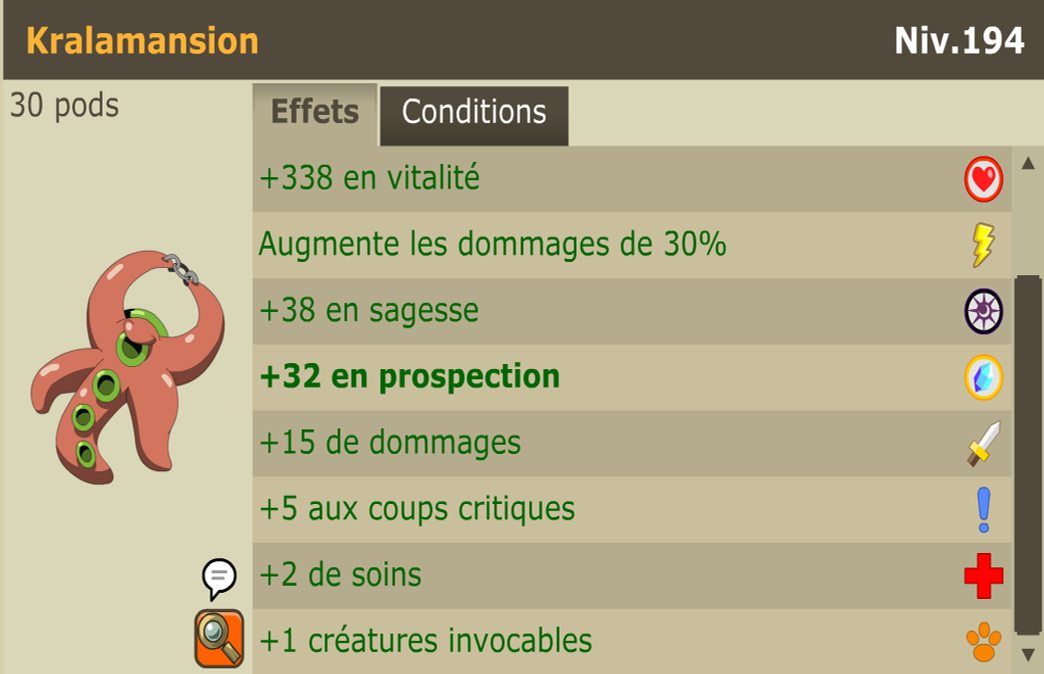 Kralamansion
Niv.194
30 pods
Effets
Conditions
+338 en vitalité
Augmente les dommages de 30%
+38 en sagesse
+32 en prospection
+15 de dommages
+5 aux coups critiques
+2 de soins
+1 créatures invocables